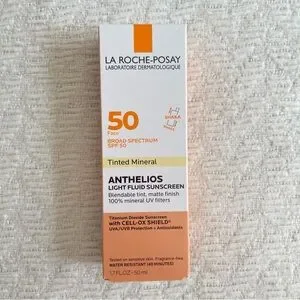 LA ROCHE-POSAY
LABORATOIRE DERMATOLOGIQUE
50
Face
BROAD SPECTRUM
SPF 50
Tinted Mineral
ANTHELIOS
LIGHT FLUID SUNSCREEN
Blendable tint, matte finish
100% mineral UV filters
Titanium Dioxide Sunscreen
with CELL-OX SHIELD®
UVA/UVB Protection + Antioxidants
Tested on sensitive skin. Fragrance-free
WATER RESISTANT (40 MINUTES)
1.7 FL.OZ-50ml